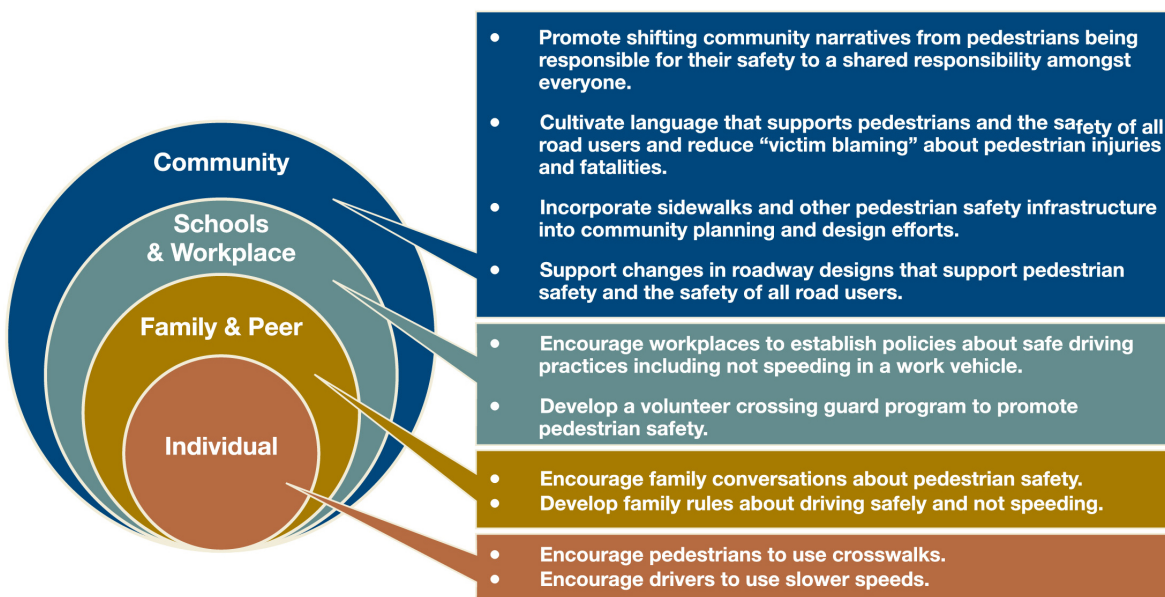 Community
Schools
& Workplace
Family & Peer
Individual
• Promote shifting community narratives from pedestrians being
responsible for their safety to a shared responsibility amongst
everyone.
• Cultivate language that supports pedestrians and the safety of all
road users and reduce “victim blaming” about pedestrian injuries
and fatalities.
• Incorporate sidewalks and other pedestrian safety infrastructure
into community planning and design efforts.
• Support changes in roadway designs that support pedestrian
safety and the safety of all road users.
• Encourage workplaces to establish policies about safe driving
practices including not speeding in a work vehicle.
• Develop a volunteer crossing guard program to promote
pedestrian safety.
• Encourage family conversations about pedestrian safety.
• Develop family rules about driving safely and not speeding.
• Encourage pedestrians to use crosswalks.
• Encourage drivers to use slower speeds.